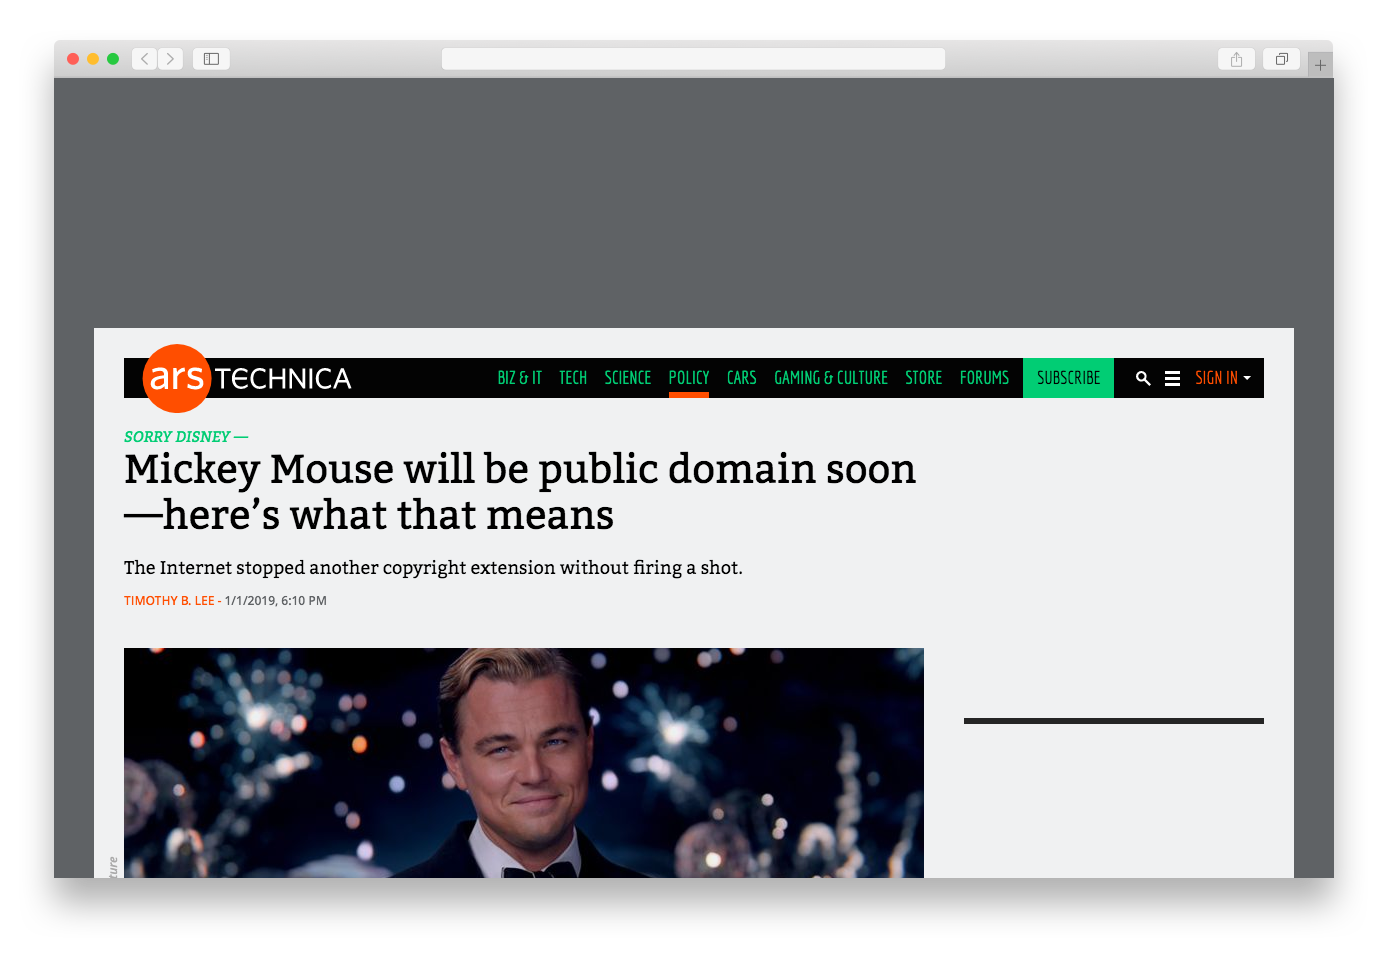 ars TECHNICA
BIZ & IT TECH SCIENCE POLICY CARS GAMING & CULTURE STORE FORUMS SUBSCRIBE SIGN IN
SORRY DISNEY —
Mickey Mouse will be public domain soon
—here’s what that means
The Internet stopped another copyright extension without firing a shot.
TIMOTHY B. LEE - 1/1/2019, 6:10 PM